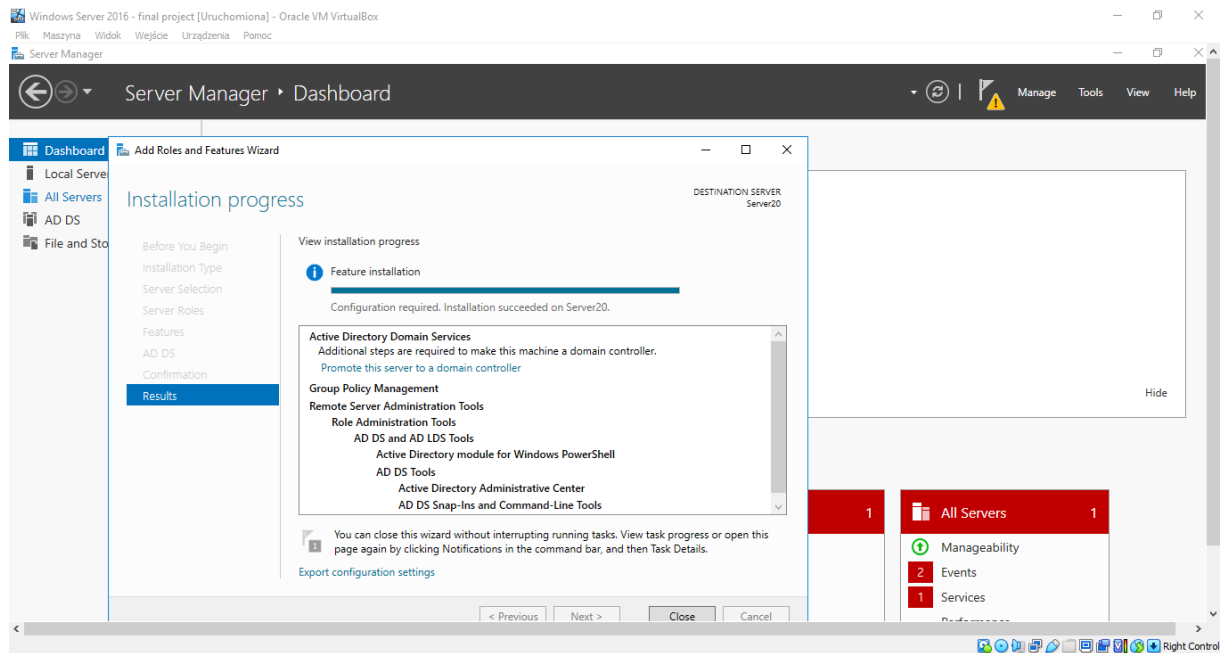 Windows Server 2016 - final project [Uruchomiona] - Oracle VM VirtualBox
Plik Maszyna Widok Wejście Urządzenia Pomoc
Server Manager
Server Manager ‣ Dashboard
Manage Tools View Help
Dashboard
Local Serve
All Servers
AD DS
File and Sto
Add Roles and Features Wizard
Installation progress
DESTINATION SERVER
Server20
Before You Begin
Installation Type
Server Selection
Server Roles
Features
AD DS
Confirmation
Results
View installation progress
Feature installation
Configuration required. Installation succeeded on Server20.
Active Directory Domain Services
Additional steps are required to make this machine a domain controller.
Promote this server to a domain controller
Group Policy Management
Remote Server Administration Tools
Role Administration Tools
AD DS and AD LDS Tools
Active Directory module for Windows PowerShell
AD DS Tools
Active Directory Administrative Center
AD DS Snap-Ins and Command-Line Tools
1
You can close this wizard without interrupting running tasks. View task progress or open this
page again by clicking Notifications in the command bar, and then Task Details.
Export configuration settings
< Previous Next > Close Cancel
Hide
1
All Servers 1
Manageability
2 Events
1 Services
Right Control